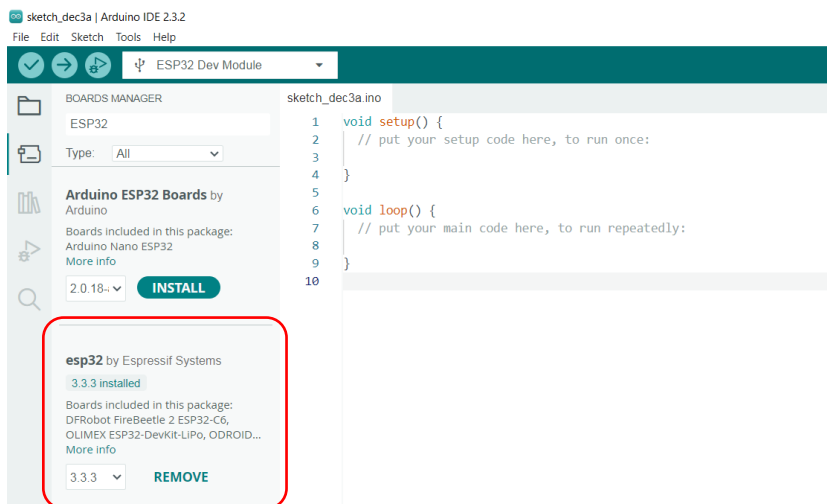 sketch_dec3a | Arduino IDE 2.3.2
File Edit Sketch Tools Help
ESP32 Dev Module
BOARDS MANAGER
ESP32
Type: All
Arduino ESP32 Boards by
Arduino
Boards included in this package:
Arduino Nano ESP32
More info
2.0.18-
INSTALL
esp32 by Espressif Systems
3.3.3 installed
Boards included in this package:
DFRobot FireBeetle 2 ESP32-C6,
OLIMEX ESP32-DevKit-LiPo, ODROID...
More info
3.3.3
REMOVE
sketch_dec3a.ino
1 void setup() {
2 // put your setup code here, to run once:
3
4 }
5
6 void loop() {
7 // put your main code here, to run repeatedly:
8
9 }
10